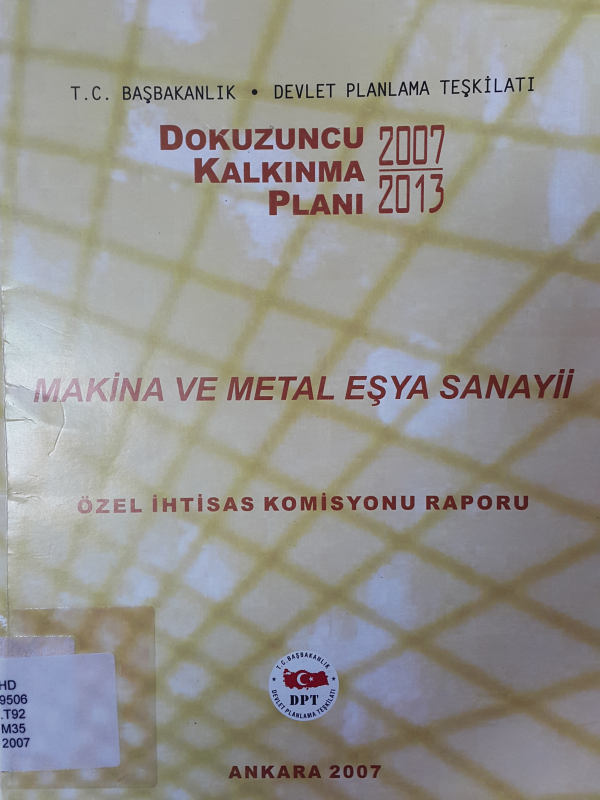 T.C. BAŞBAKANLIK • DEVLET PLANLAMA TEŞKİLATI
DOKUZUNCU
KALKINMA
PLANI
2007
2013
MAKİNA VE METAL EŞYA SANAYİİ
ÖZEL İHTİSAS KOMİSYONU RAPORU
T.C. BAŞBAKANLIK
DPT
DEVLET PLANLAMA TEŞKİLATI
HD
9506
.T92
M35
2007
ANKARA 2007